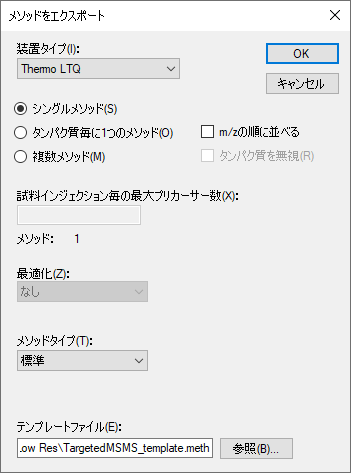 メソッドをエクスポート
装置タイプ(I):
OK
Thermo LTQ
キャンセル
シングルメソッド(S)
タンパク質毎に1つのメソッド(O)
m/zの順に並べる
複数メソッド(M)
タンパク質を無視(R)
試料インジェクション毎の最大プリカーサー数(X):
メソッド: 1
最適化(Z):
なし
メソッドタイプ(T):
標準
テンプレートファイル(E):
.ow Res\TargetedMSMS_template.meth
参照(B)...